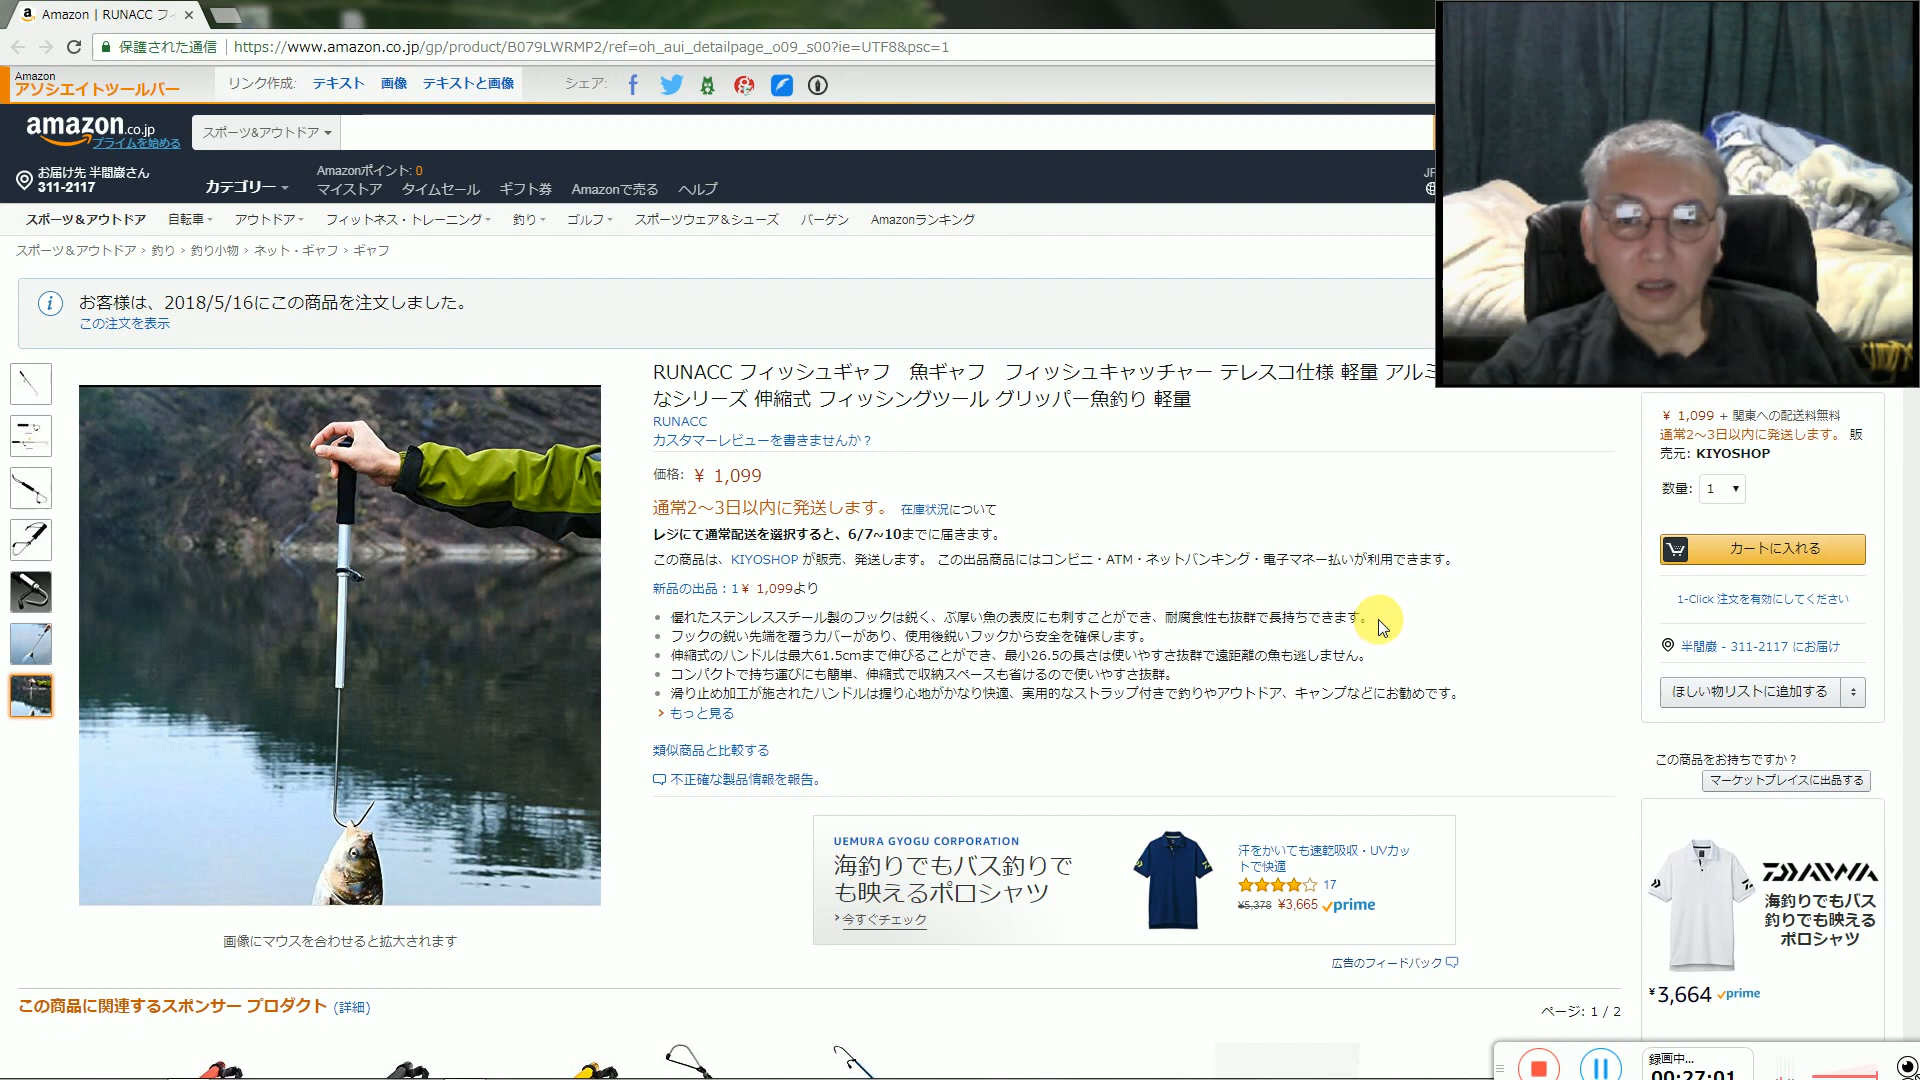 Amazon | RUNACC フ
保護された通信 | https://www.amazon.co.jp/gp/product/B079LWRMP2/ref=oh_aui_detailpage_o09_s00?ie=UTF8&psc=1
Amazon
アソシエイトツールバー
リンク作成: テキスト 画像 テキストと画像 シェア:
amazon.co.jp
プライムを始める
スポーツ&アウトドア
お届け先 半間巌さん
311-2117
カテゴリー
Amazonポイント: 0
マイストア タイムセール ギフト券 Amazonで売る ヘルプ
スポーツ&アウトドア 自転車 アウトドア フィットネス・トレーニング 釣り ゴルフ スポーツウェア&シューズ バーゲン Amazonランキング
スポーツ&アウトドア › 釣り › 釣り小物 › ネット・ギャフ › ギャフ
お客様は、2018/5/16にこの商品を注文しました。
この注文を表示
RUNACC フィッシュギャフ 魚ギャフ フィッシュキャッチャー テレスコ仕様 軽量 アルミ
なシリーズ 伸縮式 フィッシングツール グリッパー魚釣り 軽量
RUNACC
カスタマーレビューを書きませんか？
価格: ￥ 1,099
通常2～3日以内に発送します。 在庫状況について
レジにて通常配送を選択すると、6/7~10までに届きます。
この商品は、KIYOSHOP が販売、発送します。 この出品商品にはコンビニ・ATM・ネットバンキング・電子マネー払いが利用できます。
新品の出品：1￥ 1,099より
優れたステンレススチール製のフックは鋭く、ぶ厚い魚の表皮にも刺すことができ、耐腐食性も抜群で長持ちできます。
フックの鋭い先端を覆うカバーがあり、使用後鋭いフックから安全を確保します。
伸縮式のハンドルは最大61.5cmまで伸びることができ、最小26.5の長さは使いやすさ抜群で遠距離の魚も逃しません。
コンパクトで持ち運びにも簡単、伸縮式で収納スペースも省けるので使いやすさ抜群。
滑り止め加工が施されたハンドルは握り心地がかなり快適、実用的なストラップ付きで釣りやアウトドア、キャンプなどにお勧めです。
もっと見る
類似商品と比較する
不正確な製品情報を報告。
画像にマウスを合わせると拡大されます
UEMURA GYOGU CORPORATION
海釣りでもバス釣りで
も映えるポロシャツ
今すぐチェック
汗をかいても速乾吸収・UVカッ
トで快適
17
¥5,378 ¥3,665 prime
広告のフィードバック
￥ 1,099 + 関東への配送料無料
通常2～3日以内に発送します。 販
売元: KIYOSHOP
数量: 1
カートに入れる
1-Click 注文を有効にしてください
半間巌 - 311-2117 にお届け
ほしい物リストに追加する
この商品をお持ちですか？
マーケットプレイスに出品する
DAIWA
海釣りでもバス
釣りでも映える
ポロシャツ
¥3,664 prime
この商品に関連するスポンサー プロダクト (詳細)
ページ: 1 / 2
録画中...
00:27:01